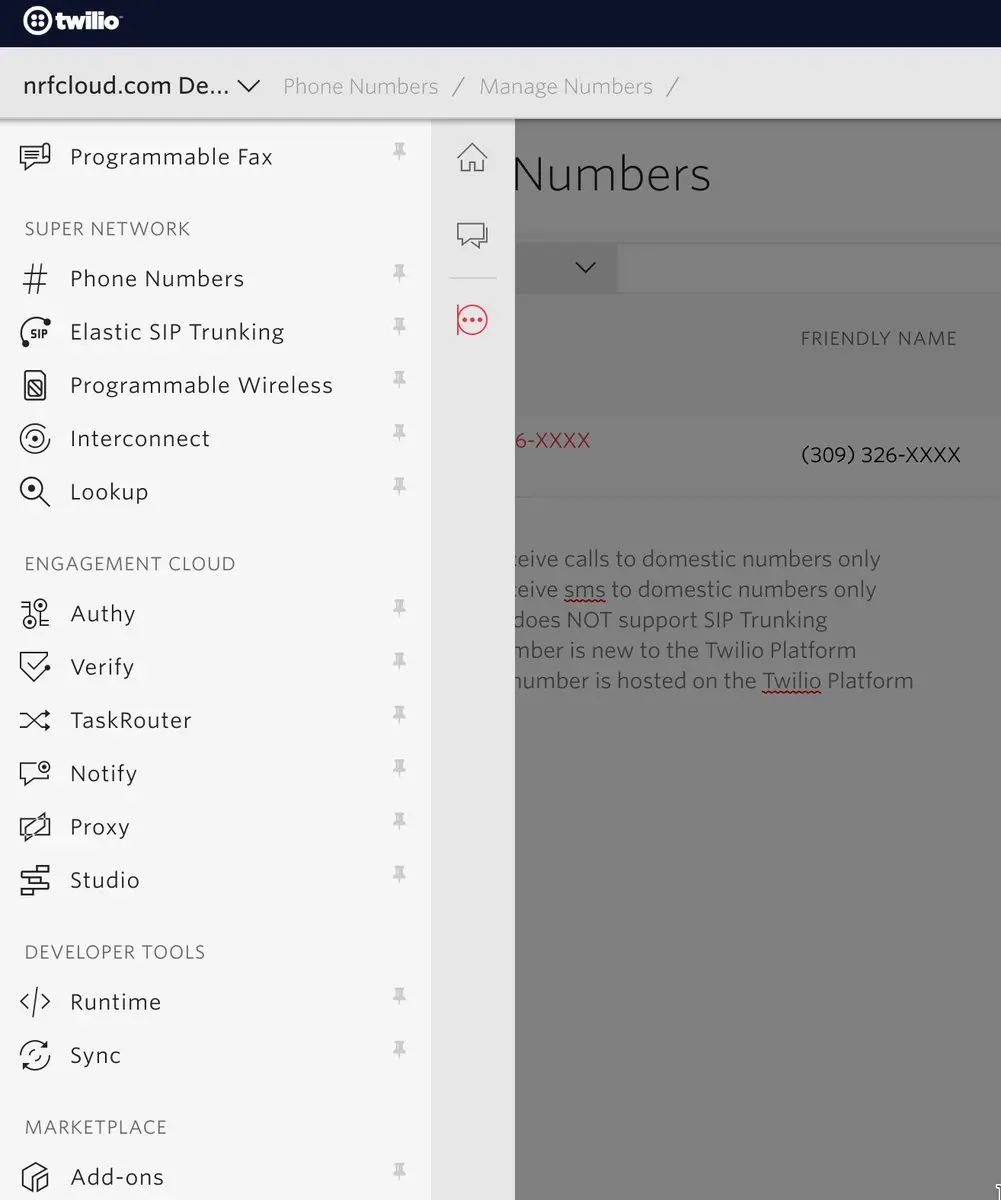 twilio
nrfcloud.com De...
Phone Numbers / Manage Numbers /
Programmable Fax
SUPER NETWORK
# Phone Numbers
SIP Elastic SIP Trunking
Programmable Wireless
Interconnect
Lookup
ENGAGEMENT CLOUD
Authy
Verify
TaskRouter
Notify
Proxy
Studio
DEVELOPER TOOLS
</> Runtime
Sync
MARKETPLACE
Add-ons
Numbers
FRIENDLY NAME
6-XXXX
(309) 326-XXXX
eive calls to domestic numbers only
eive sms to domestic numbers only
does NOT support SIP Trunking
mber is new to the Twilio Platform
number is hosted on the Twilio Platform